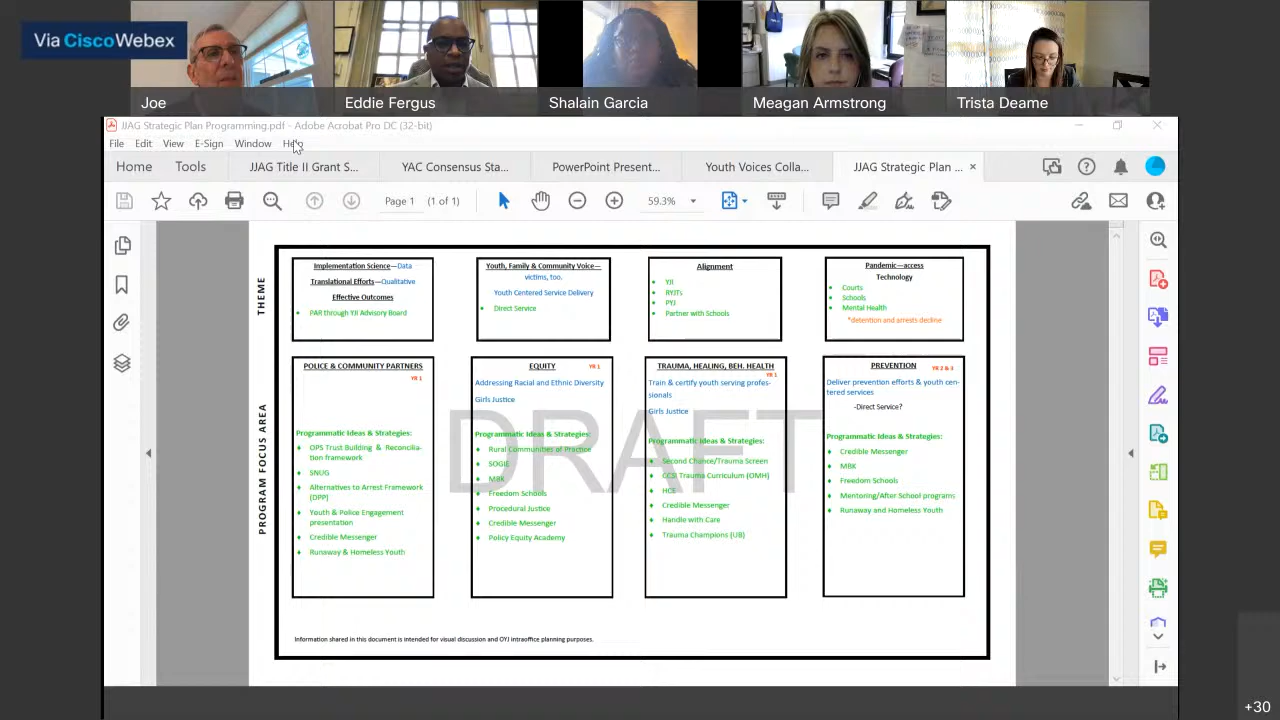 Via CiscoWebex
Joe
Eddie Fergus
Shalain Garcia
Meagan Armstrong
Trista Deame
JJAG Strategic Plan Programming.pdf - Adobe Acrobat Pro DC (32-bit)
File Edit View E-Sign Window Help
Home Tools JJAG Title II Grant S... YAC Consensus Sta... PowerPoint Present... Youth Voices Colla... JJAG Strategic Plan ... ×
Page 1 (1 of 1) 59.3%
THEME
Implementation Science—Data
Translational Efforts—Qualitative
Effective Outcomes
PAR through YJI Advisory Board
Youth, Family & Community Voice—
victims, too.
Youth Centered Service Delivery
Direct Service
Alignment
YJI
RYJTs
PYJ
Partner with Schools
Pandemic—access
Technology
Courts
Schools
Mental Health
*detention and arrests decline
PROGRAM FOCUS AREA
POLICE & COMMUNITY PARTNERS
YR 1
Programmatic Ideas & Strategies:
OPS Trust Building & Reconcilia-
tion framework
SNUG
Alternatives to Arrest Framework
(DPP)
Youth & Police Engagement
presentation
Credible Messenger
Runaway & Homeless Youth
EQUITY YR 1
Addressing Racial and Ethnic Diversity
Girls Justice
Programmatic Ideas & Strategies:
Rural Communities of Practice
SOGIE
MBK
Freedom Schools
Procedural Justice
Credible Messenger
Policy Equity Academy
TRAUMA, HEALING, BEH. HEALTH
YR 1
Train & certify youth serving profes-
sionals
Girls Justice
Programmatic Ideas & Strategies:
Second Chance/Trauma Screen
GCSI Trauma Curriculum (OMH)
Credible Messenger
Handle with Care
Trauma Champions (UB)
PREVENTION YR 2 & 3
Deliver prevention efforts & youth cen-
tered services
-Direct Service?
Programmatic Ideas & Strategies:
Credible Messenger
MBK
Freedom Schools
Mentoring/After School programs
Runaway and Homeless Youth
DRAFT
Information shared in this document is intended for visual discussion and OYJ intraoffice planning purposes.
+30